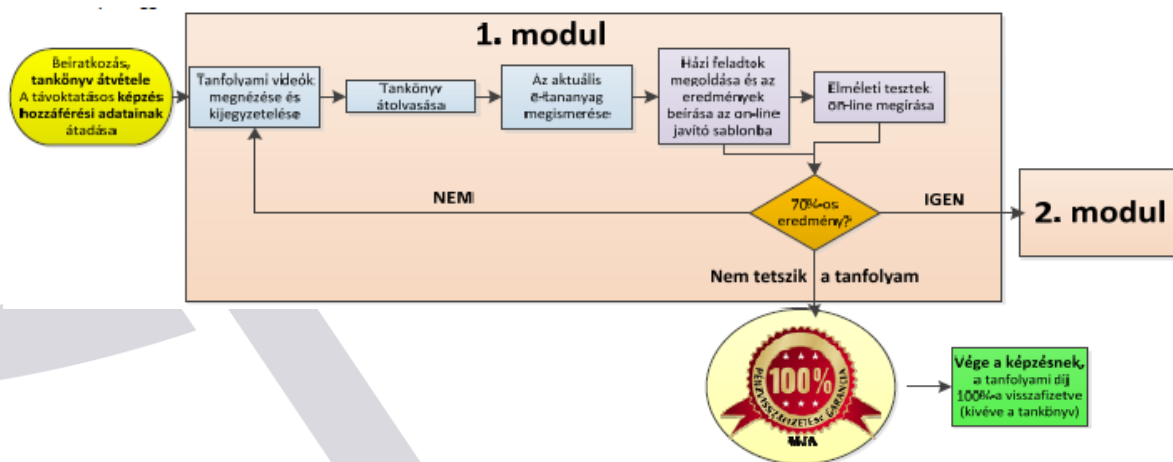 1. modul
Beiratkozás,
tankönyv átvétele
A távoktatásos képzés
hozzáférési adatainak
átadása
Tanfolyami videók
megnézése és
kijegyzetelése
Tankönyv
átolvasása
Az aktuális
e-tananyag
megismerése
Házi feladtok
megoldása és az
eredmények
beírása az on-line
javító sablonba
Elméleti tesztek
on-line megírása
NEM
70%-os
eredmény?
IGEN
2. modul
Nem tetszik a tanfolyam
100%
PÉNZVISSZAFIZETÉSI GARANCIA
Vége a képzésnek,
a tanfolyami díj
100%-a visszafizetve
(kivéve a tankönyv)